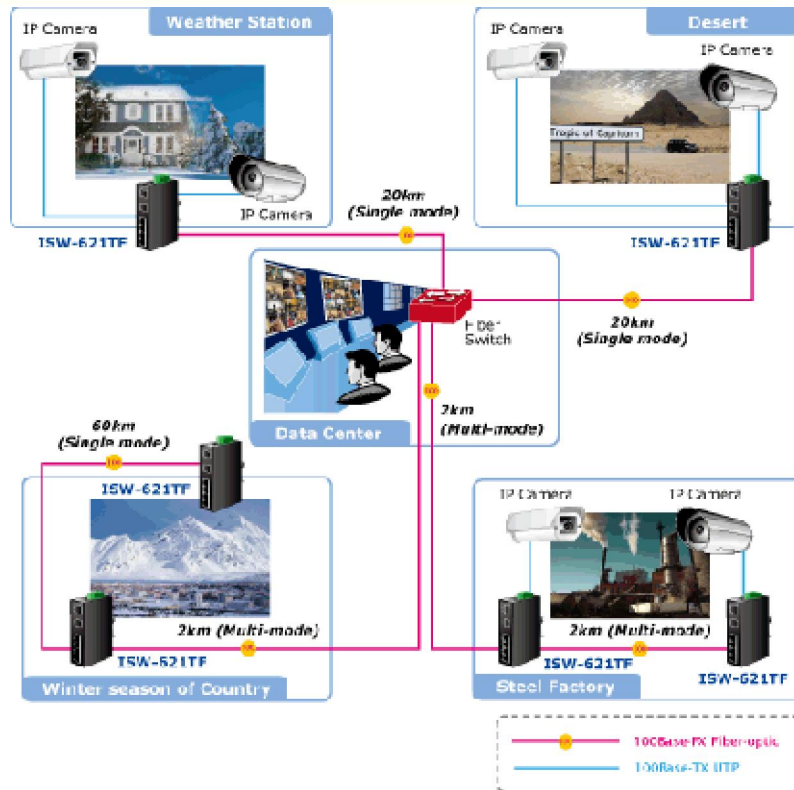 Weather Station
IP Camera
IP Camera
ISW-621TF
Desert
IP Camera
IP Camera
Tropic of Capricorn
ISW-621TF
20km
(Single mode)
20km
(Single mode)
Fiber
Switch
Data Center
2km
(Multi-mode)
60km
(Single mode)
ISW-621TF
2km (Multi-mode)
ISW-621TF
Winter season of Country
IP Camera
IP Camera
2km (Multi-mode)
ISW-621TF
ISW-621TF
Steel Factory
100Base-FX Fiber-optic
100Base-TX UTP